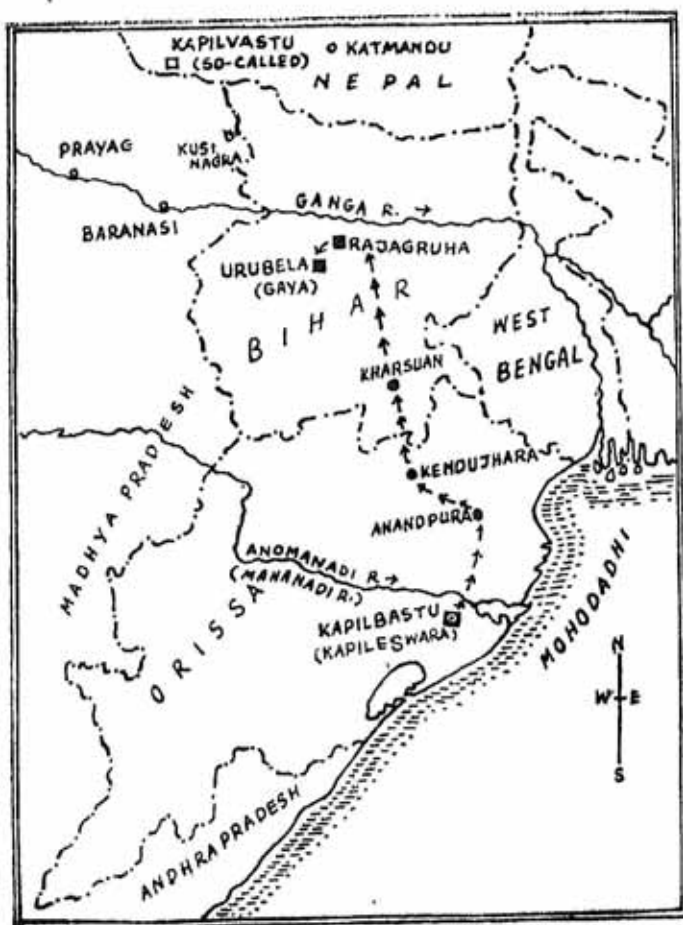 KAPILVASTU
(SO-CALLED)
KATMANDU
NEPAL
PRAYAG
KUSI
NAGRA
BARANASI
GANGA R. →
RAJAGRUHA
URUBELA
(GAYA)
BIHAR
WEST
BENGAL
KHARSUAN
MADHYA PRADESH
KENDUJHARA
ANANDPURA
ANOMANADI R →
(MAHANADI R.)
ORISSA
KAPILBASTU
(KAPILESWARA)
MOHODADHI
N
W E
S
ANDHRA PRADESH